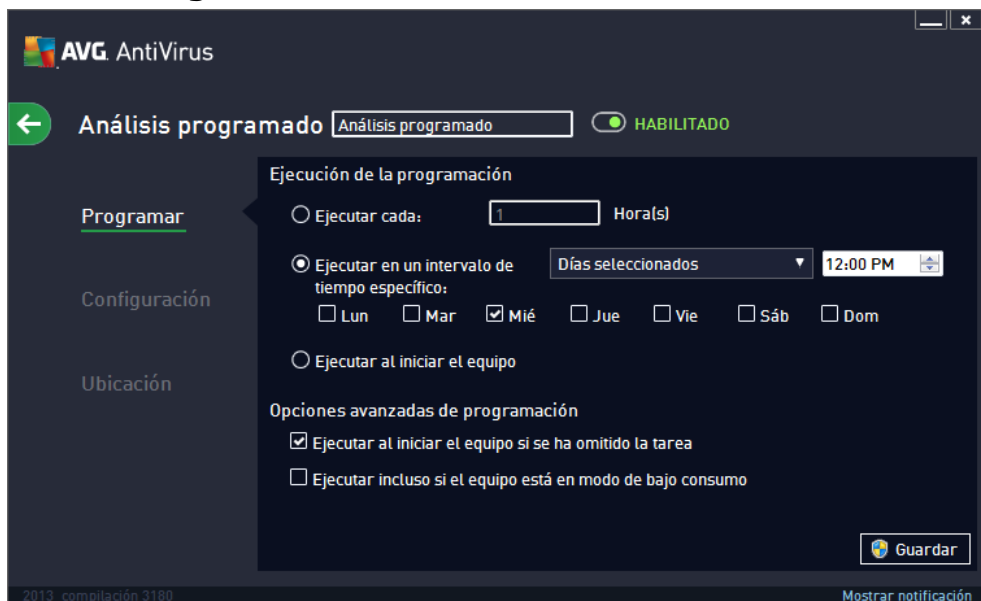 AVG. AntiVirus
Análisis programado Análisis programado HABILITADO
Programar
Configuración
Ubicación
Ejecución de la programación
Ejecutar cada: 1 Hora(s)
Ejecutar en un intervalo de tiempo específico: Días seleccionados 12:00 PM
Lun Mar Mié Jue Vie Sáb Dom
Ejecutar al iniciar el equipo
Opciones avanzadas de programación
Ejecutar al iniciar el equipo si se ha omitido la tarea
Ejecutar incluso si el equipo está en modo de bajo consumo
Guardar
2013 compilación 3180 Mostrar notificación